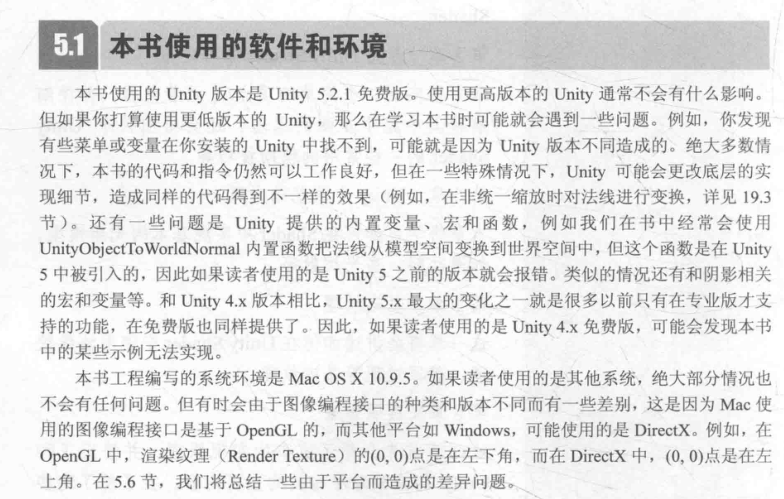 5.1 本书使用的软件和环境
本书使用的 Unity 版本是 Unity 5.2.1 免费版。使用更高版本的 Unity 通常不会有什么影响。
但如果你打算使用更低版本的 Unity，那么在学习本书时可能就会遇到一些问题。例如，你发现
有些菜单或变量在你安装的 Unity 中找不到，可能就是因为 Unity 版本不同造成的。绝大多数情
况下，本书的代码和指令仍然可以工作良好，但在一些特殊情况下，Unity 可能会更改底层的实
现细节，造成同样的代码得到不一样的效果（例如，在非统一缩放时对法线进行变换，详见 19.3
节）。还有一些问题是 Unity 提供的内置变量、宏和函数，例如我们在书中经常会使用
UnityObjectToWorldNormal 内置函数把法线从模型空间变换到世界空间中，但这个函数是在 Unity
5 中被引入的，因此如果读者使用的是 Unity 5 之前的版本就会报错。类似的情况还有和阴影相关
的宏和变量等。和 Unity 4.x 版本相比，Unity 5.x 最大的变化之一就是很多以前只有在专业版才支
持的功能，在免费版也同样提供了。因此，如果读者使用的是 Unity 4.x 免费版，可能会发现本书
中的某些示例无法实现。
本书工程编写的系统环境是 Mac OS X 10.9.5。如果读者使用的是其他系统，绝大部分情况也
不会有任何问题。但有时会由于图像编程接口的种类和版本不同而有一些差别，这是因为 Mac 使
用的图像编程接口是基于 OpenGL 的，而其他平台如 Windows，可能使用的是 DirectX。例如，在
OpenGL 中，渲染纹理（Render Texture）的(0, 0)点是在左下角，而在 DirectX 中，(0, 0)点是在左
上角。在 5.6 节，我们将总结一些由于平台而造成的差异问题。